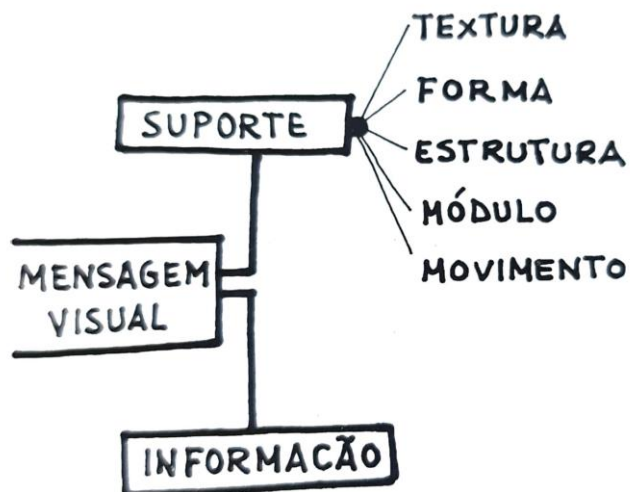 TEXTURA
FORMA
SUPORTE
ESTRUTURA
MÓDULO
MOVIMENTO
MENSAGEM
VISUAL
INFORMACÃO